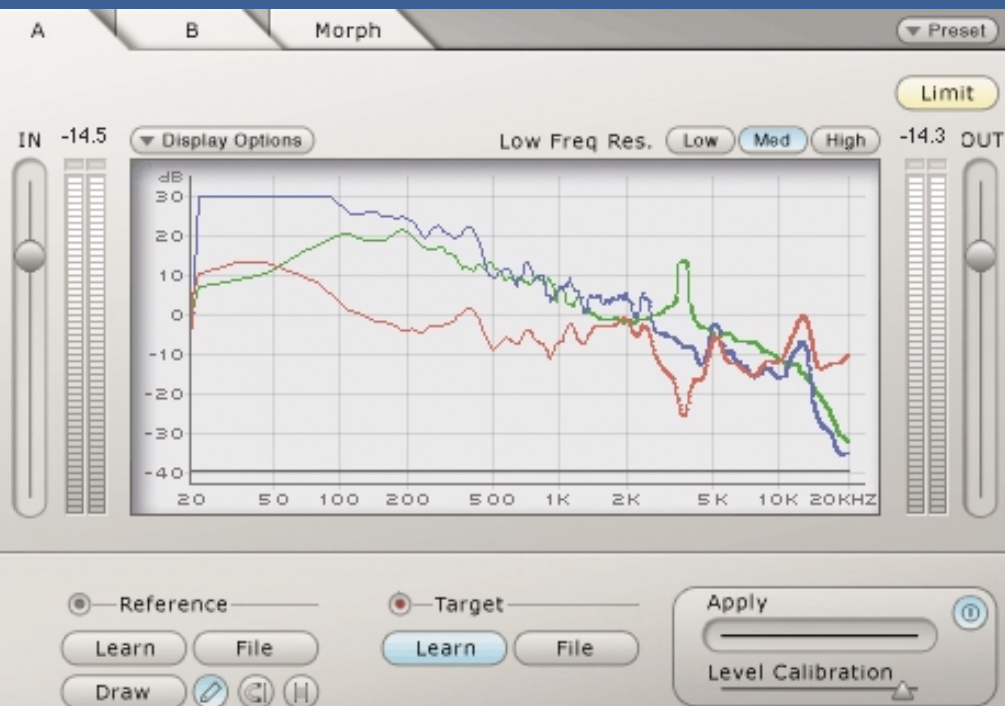 A B Morph Preset
Limit
IN -14.5 Display Options Low Freq Res. Low Med High -14.3 OUT
dB
30
20
10
0
-10
-20
-30
-40
20 50 100 200 500 1K 2K 5K 10K 20KHZ
Reference Target Apply
Learn File Learn File
Level Calibration
Draw